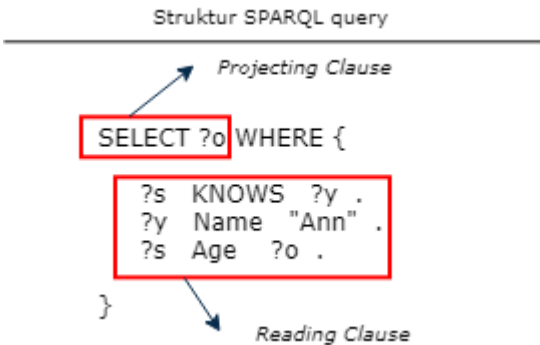 Struktur SPARQL query
Projecting Clause
SELECT ?o WHERE {
?s KNOWS ?y .
?y Name "Ann" .
?s Age ?o .
}
Reading Clause